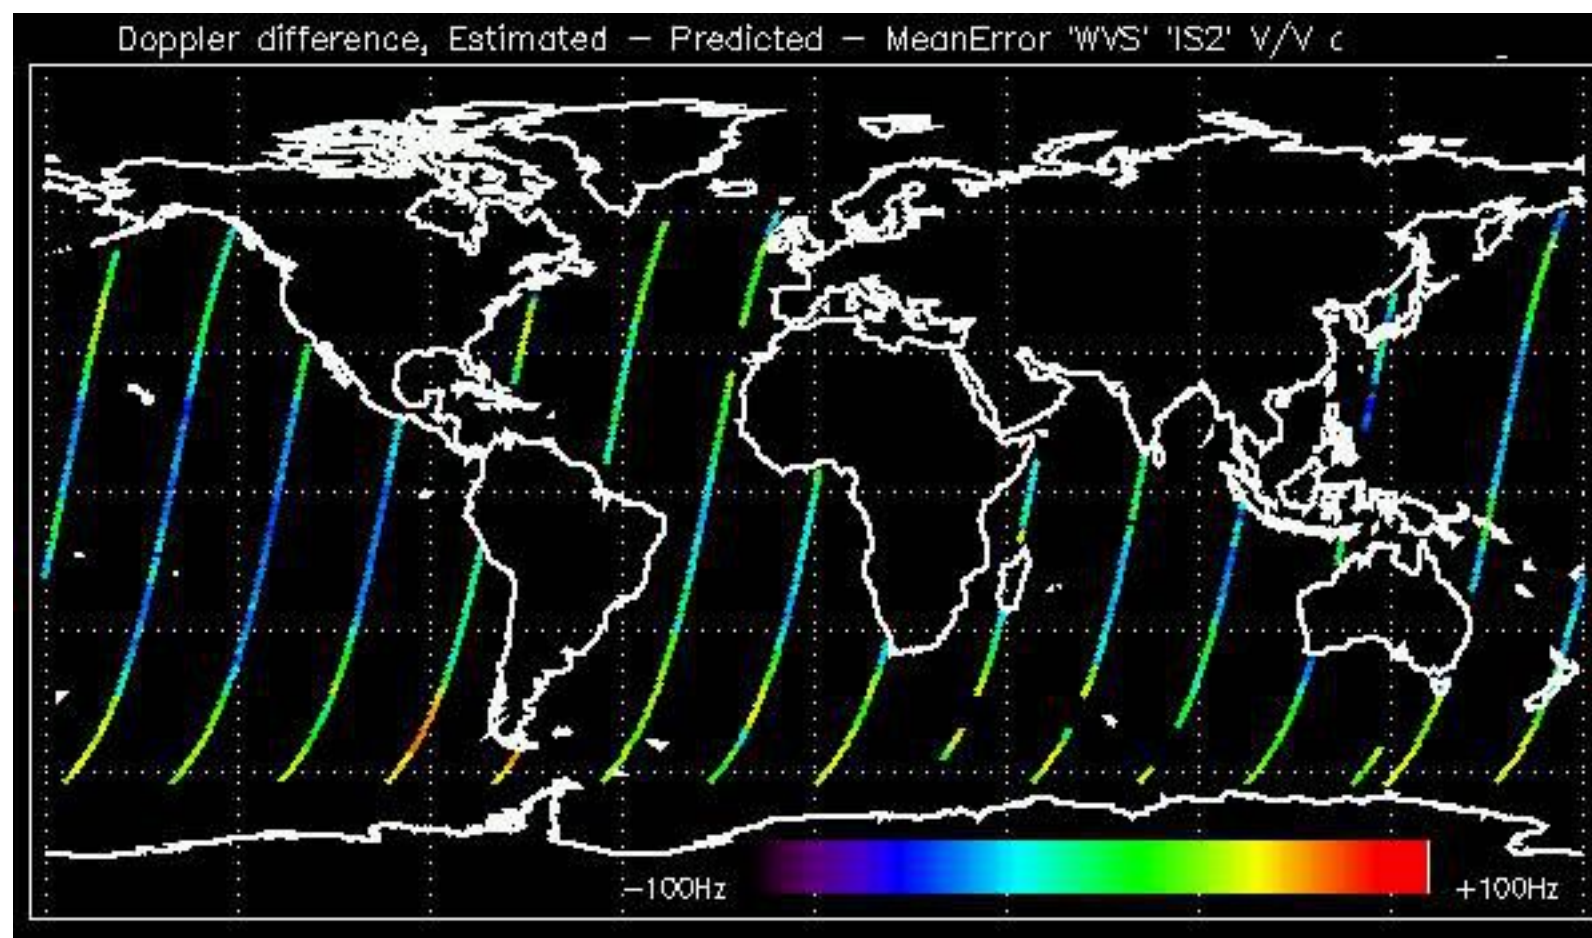 Doppler difference, Estimated – Predicted – MeanError 'WVS' 'IS2' V/V
–100Hz +100Hz